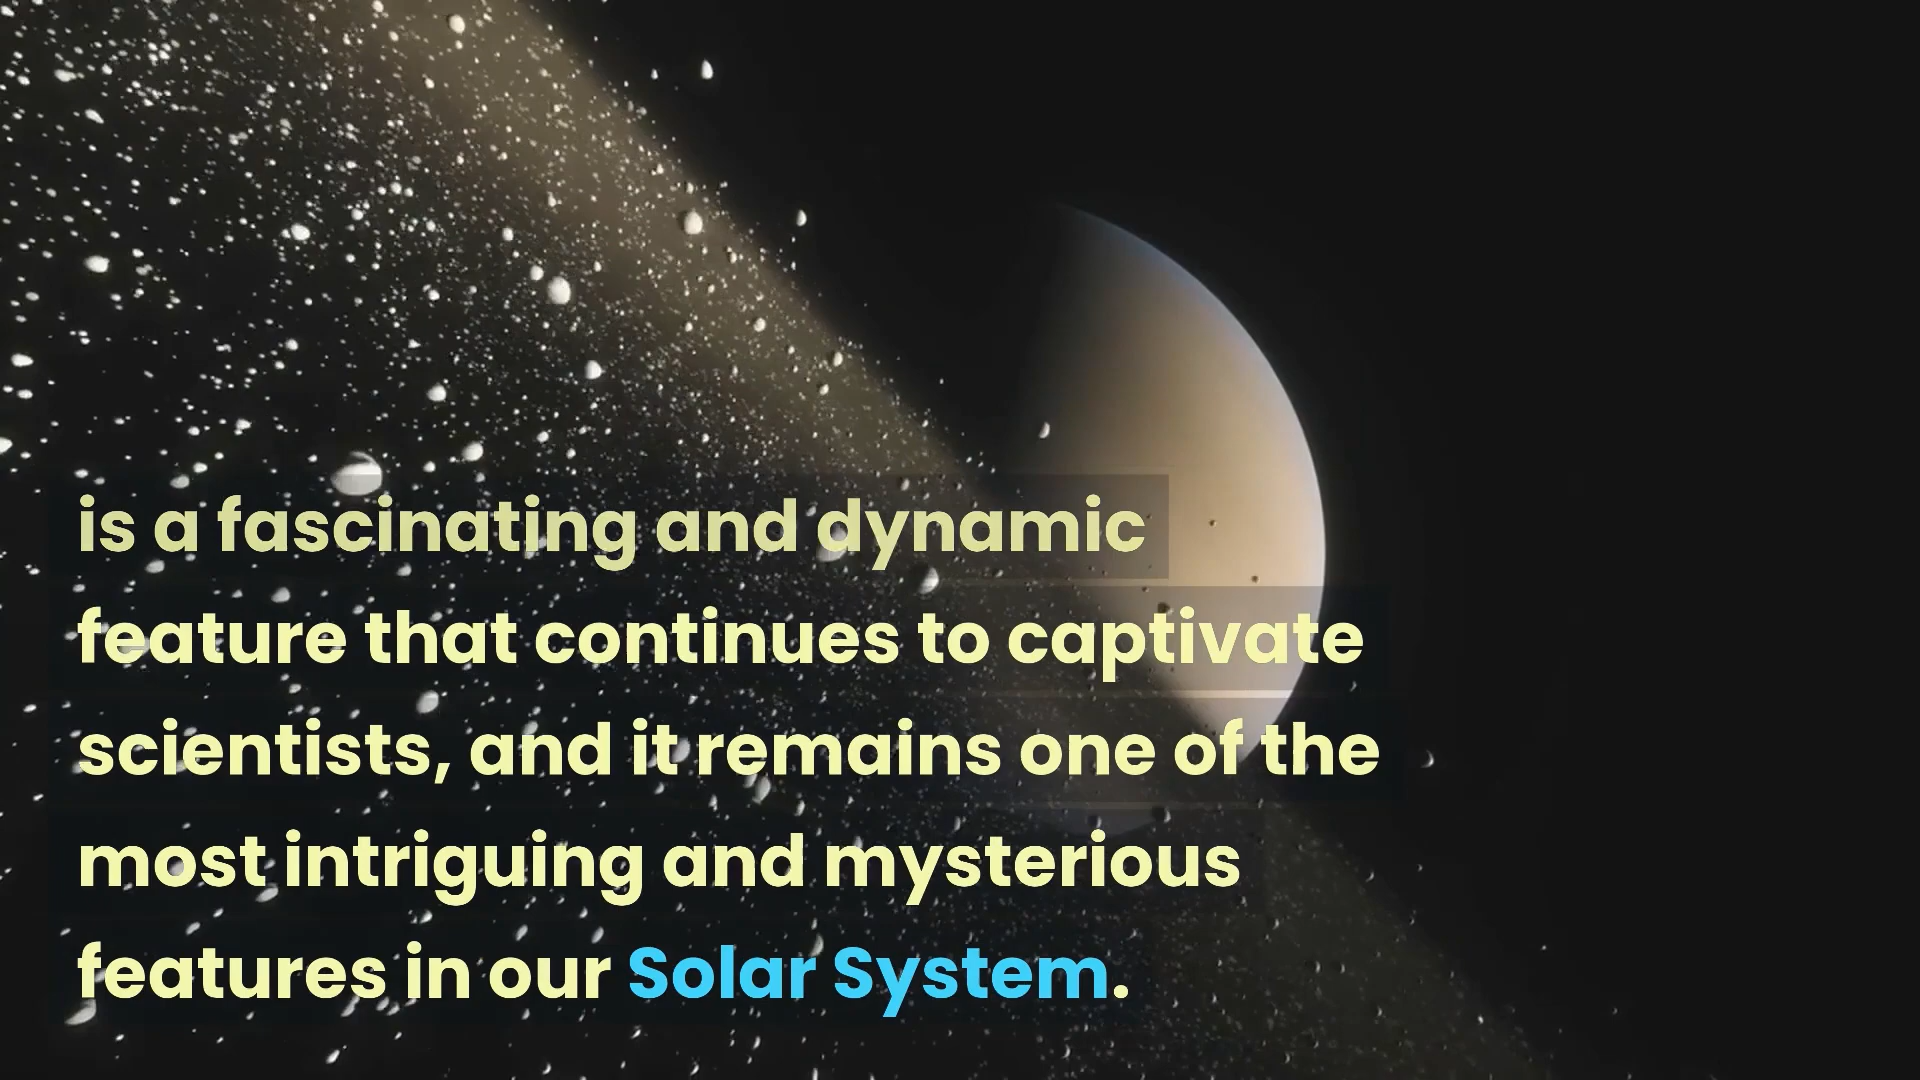 is a fascinating and dynamic
feature that continues to captivate
scientists, and it remains one of the
most intriguing and mysterious
features in our Solar System.